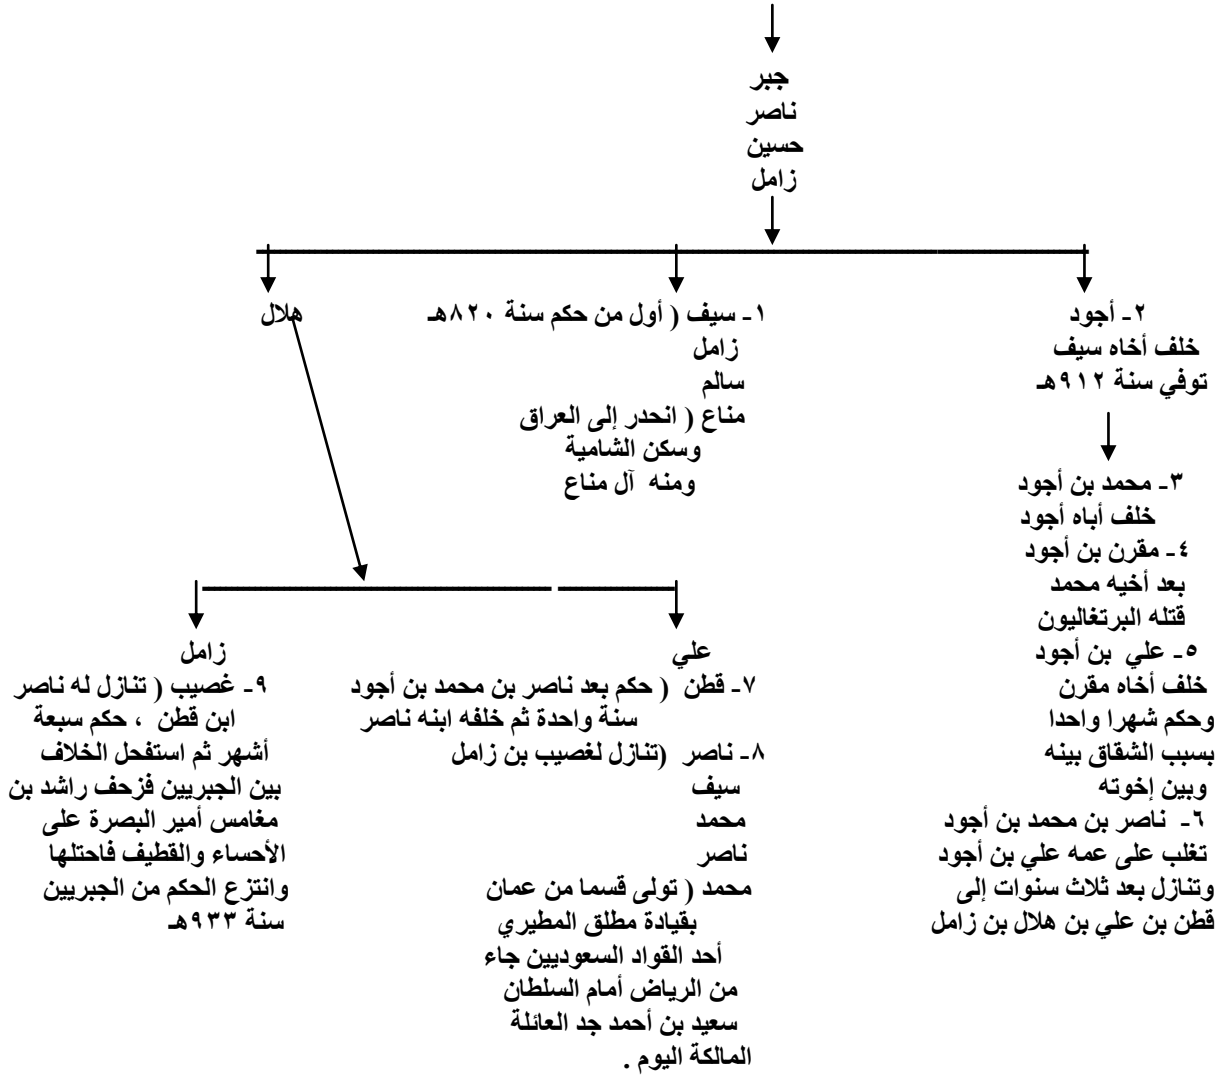 جبر
ناصر
حسين
زامل
٢- أجود
خلف أخاه سيف
توفي سنة ٩١٢هـ
٣- محمد بن أجود
خلف أباه أجود
٤- مقرن بن أجود
بعد أخيه محمد
قتله البرتغاليون
٥- علي بن أجود
خلف أخاه مقرن
وحكم شهرا واحدا
بسبب الشقاق بينه
وبين إخوته
٦- ناصر بن محمد بن أجود
تغلب على عمه علي بن أجود
وتنازل بعد ثلاث سنوات إلى
قطن بن علي بن هلال بن زامل
١- سيف ( أول من حكم سنة ٨٢٠هـ
زامل
سالم
مناع ( انحدر إلى العراق
وسكن الشامية
ومنه آل مناع
هلال
علي
٧- قطن ( حكم بعد ناصر بن محمد بن أجود
سنة واحدة ثم خلفه ابنه ناصر
٨- ناصر (تنازل لغصيب بن زامل
سيف
محمد
ناصر
محمد ( تولى قسما من عمان
بقيادة مطلق المطيري
أحد القواد السعوديين جاء
من الرياض أمام السلطان
سعيد بن أحمد جد العائلة
المالكة اليوم .
زامل
٩- غصيب ( تنازل له ناصر
ابن قطن ، حكم سبعة
أشهر ثم استفحل الخلاف
بين الجبريين فزحف راشد بن
مغامس أمير البصرة على
الأحساء والقطيف فاحتلها
وانتزع الحكم من الجبريين
سنة ٩٣٣هـ